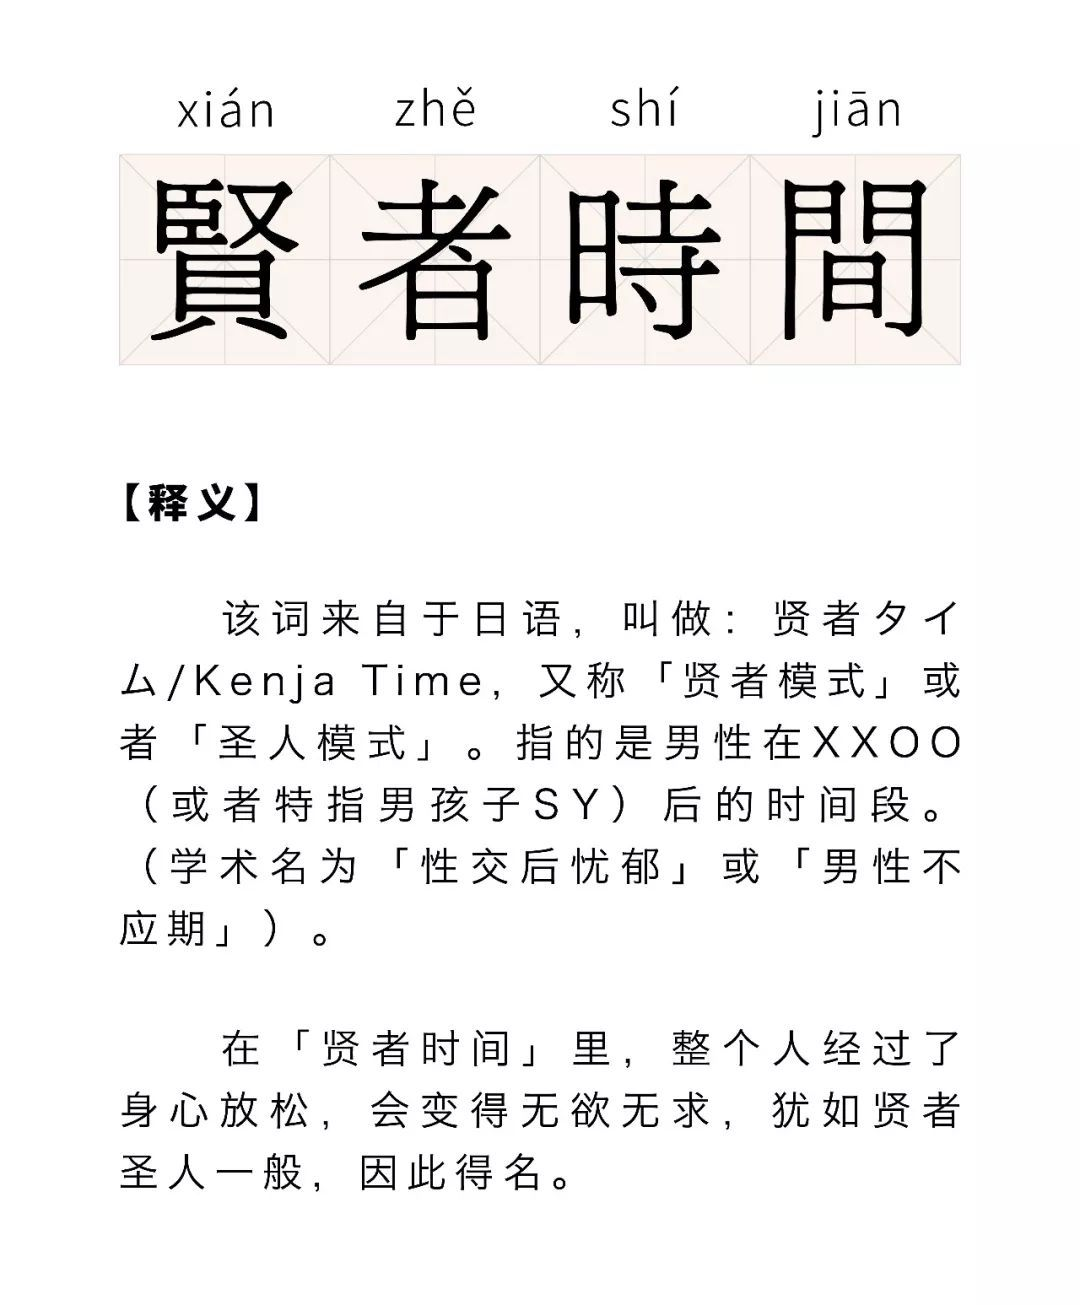 xián zhě shí jiān
賢者時間
【释义】
该词来自于日语，叫做：贤者タイ
ム/Kenja Time，又称「贤者模式」或
者「圣人模式」。指的是男性在XXOO
（或者特指男孩子SY）后的时间段。
（学术名为「性交后忧郁」或「男性不
应期」）。
在「贤者时间」里，整个人经过了
身心放松，会变得无欲无求，犹如贤者
圣人一般，因此得名。